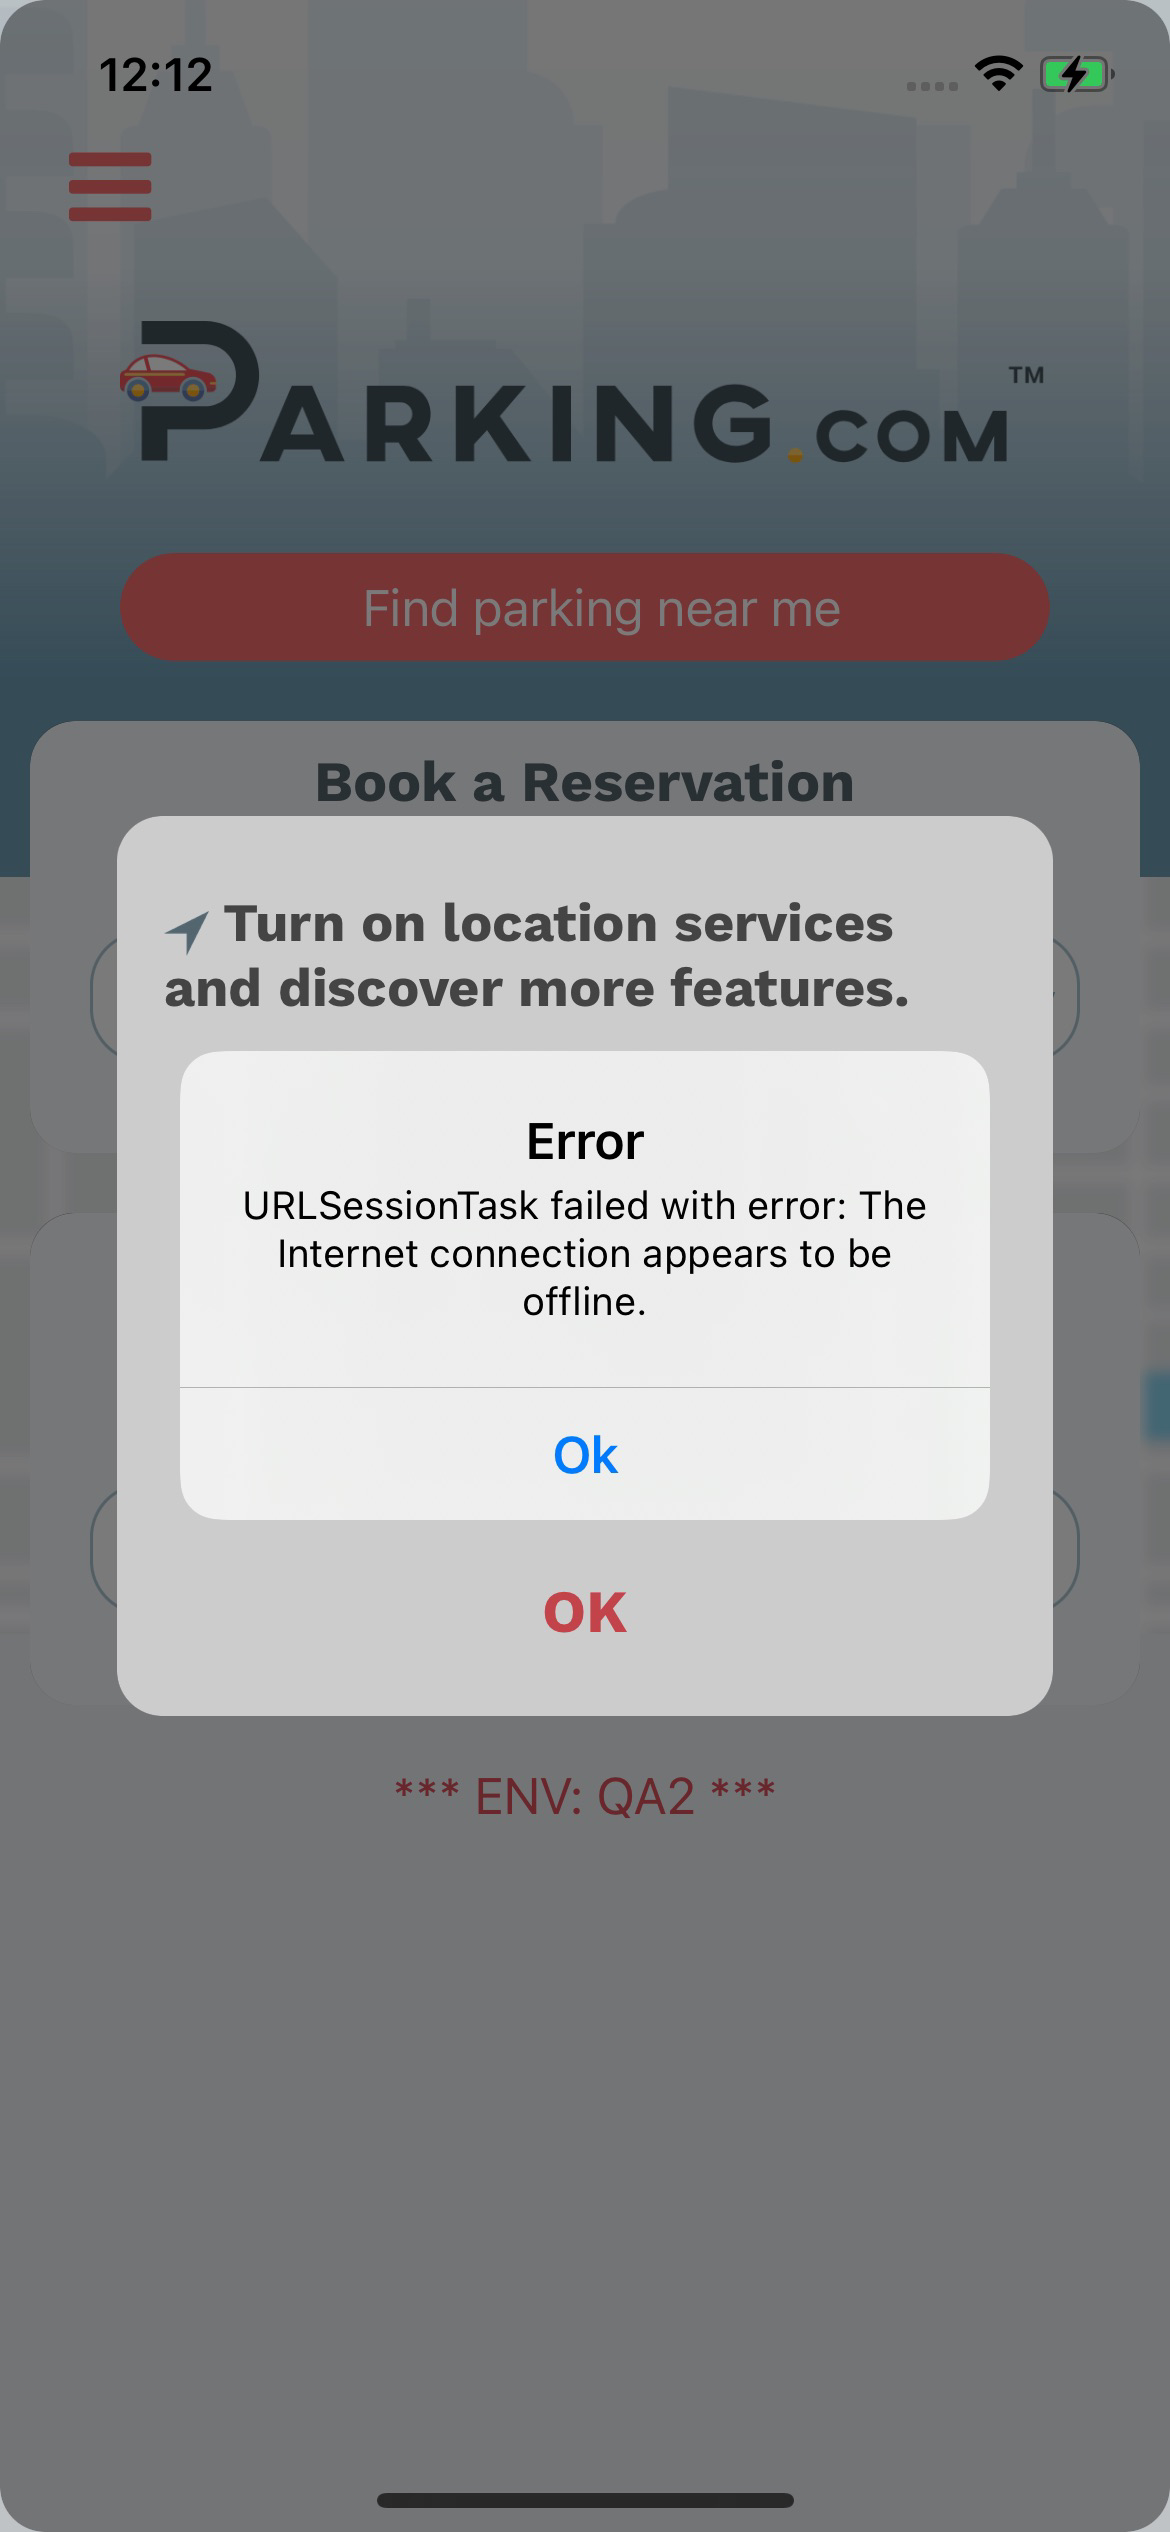 12:12
PARKING.COM™
Find parking near me
Book a Reservation
Turn on location services
and discover more features.
Error
URLSessionTask failed with error: The
Internet connection appears to be
offline.
Ok
OK
*** ENV: QA2 ***